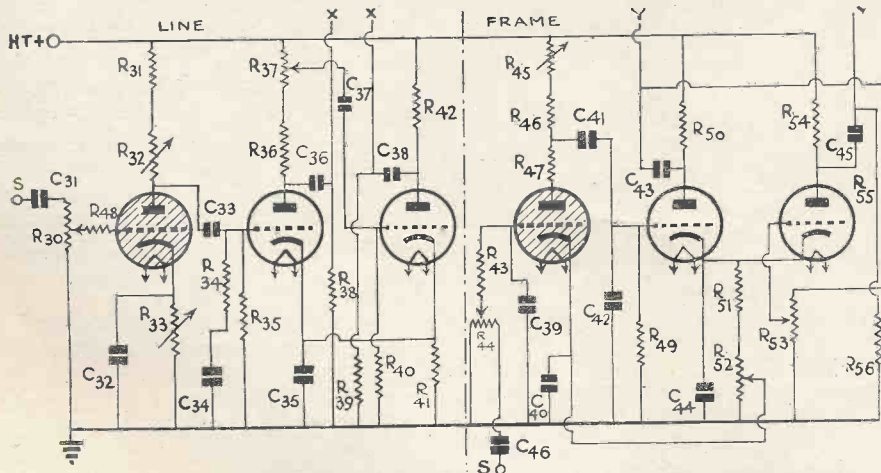 LINE
X
X
FRAME
Y
Y
HT+
R31
R37
C37
R42
R45
R46
C41
R50
R54
C45
R55
R32
R36
C36
C38
R47
C43
S
C31
R48
R30
C33
R34
R35
R38
R43
R44
C39
C42
R49
R51
R53
R33
C32
C34
C35
R39
R40
R41
C40
C44
R52
R56
C46
S